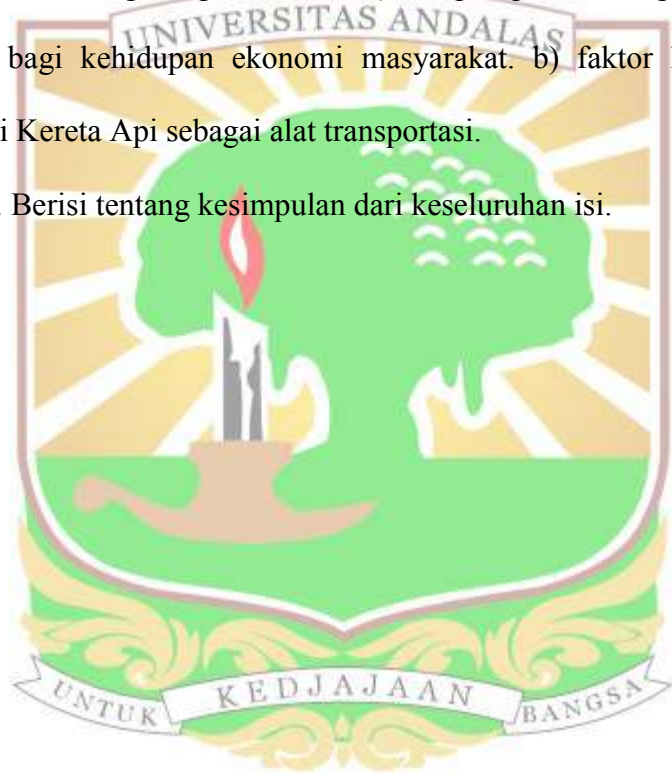 UNIVERSITAS ANDALAS
bagi kehidupan ekonomi masyarakat. b) faktor
i Kereta Api sebagai alat transportasi.
. Berisi tentang kesimpulan dari keseluruhan isi.
UNTUK KEDJAJAAN BANGSA